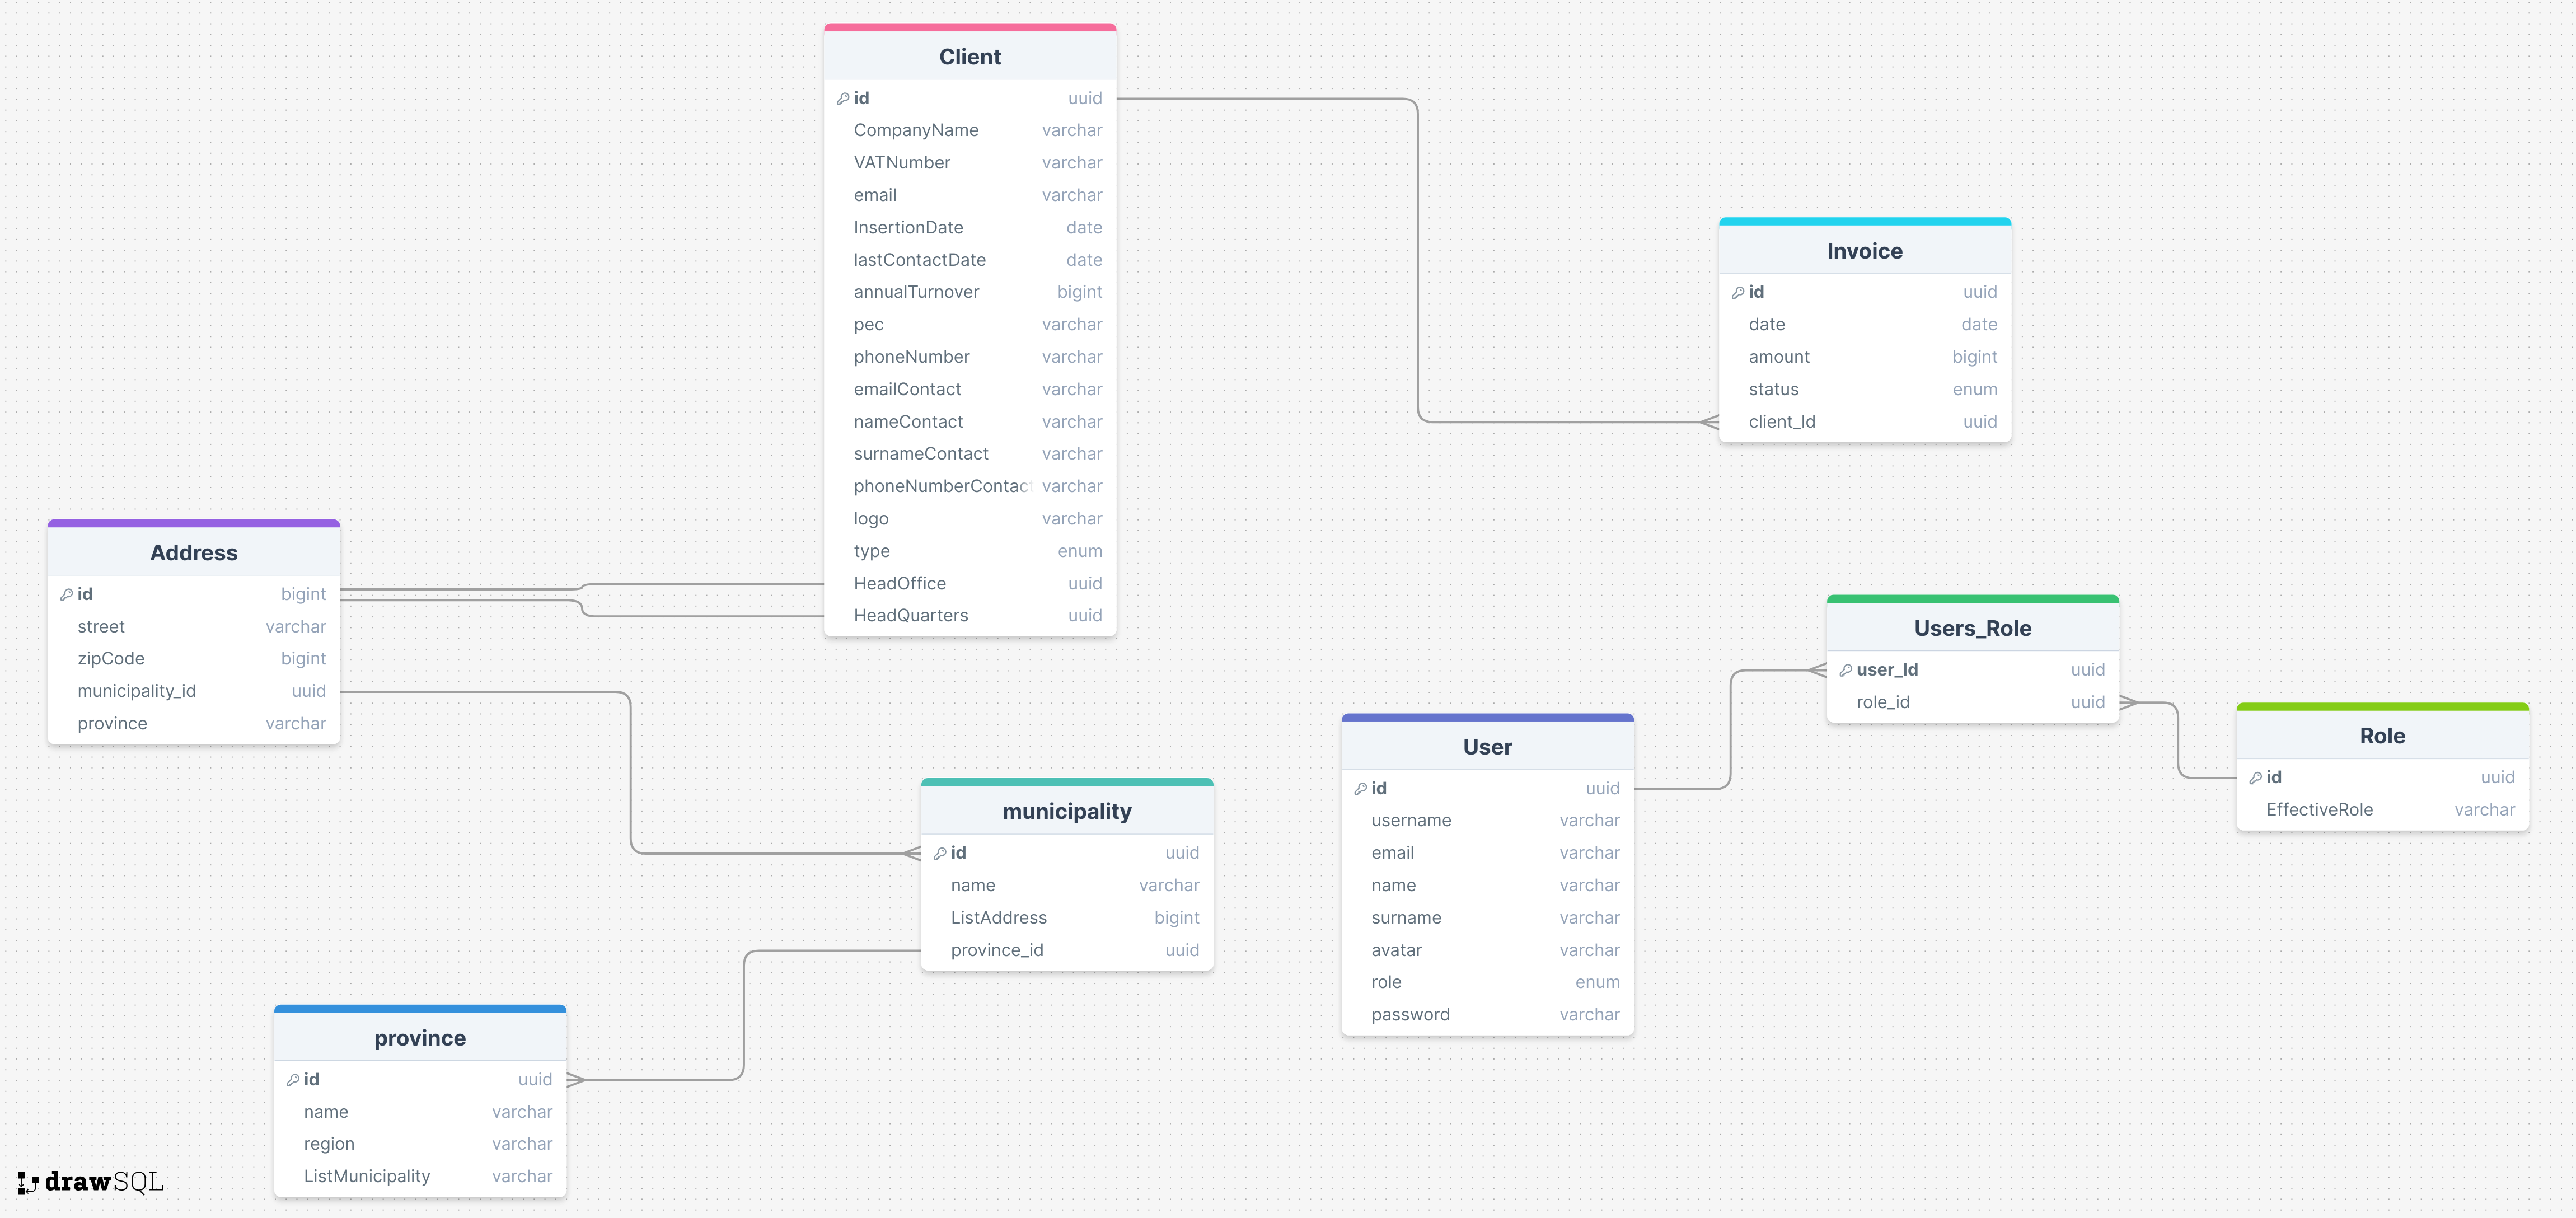 Client
id uuid
CompanyName varchar
VATNumber varchar
email varchar
InsertionDate date
lastContactDate date
annualTurnover bigint
pec varchar
phoneNumber varchar
emailContact varchar
nameContact varchar
surnameContact varchar
phoneNumberContac varchar
logo varchar
type enum
HeadOffice uuid
HeadQuarters uuid
Invoice
id uuid
date date
amount bigint
status enum
client_Id uuid
Address
id bigint
street varchar
zipCode bigint
municipality_id uuid
province varchar
Users_Role
user_Id uuid
role_id uuid
Role
id uuid
EffectiveRole varchar
User
id uuid
username varchar
email varchar
name varchar
surname varchar
avatar varchar
role enum
password varchar
municipality
id uuid
name varchar
ListAddress bigint
province_id uuid
province
id uuid
name varchar
region varchar
ListMunicipality varchar
drawSQL